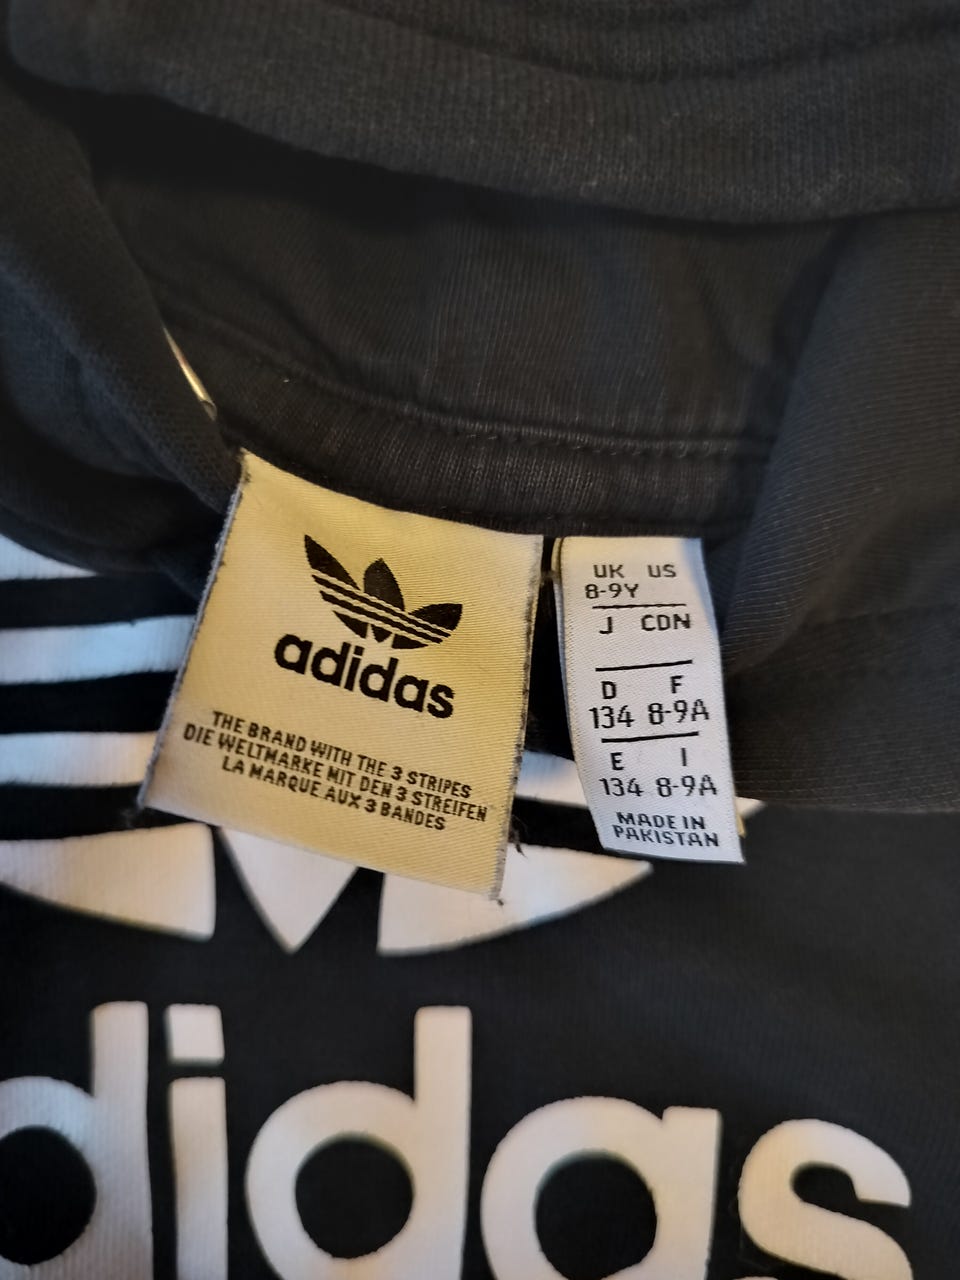 adidas
THE BRAND WITH THE 3 STRIPES
DIE WELTMARKE MIT DEN 3 STREIFEN
LA MARQUE AUX 3 BANDES
UK US
8-9Y
J CDN
D F
134 8-9A
E I
134 8-9A
MADE IN
PAKISTAN
adidas